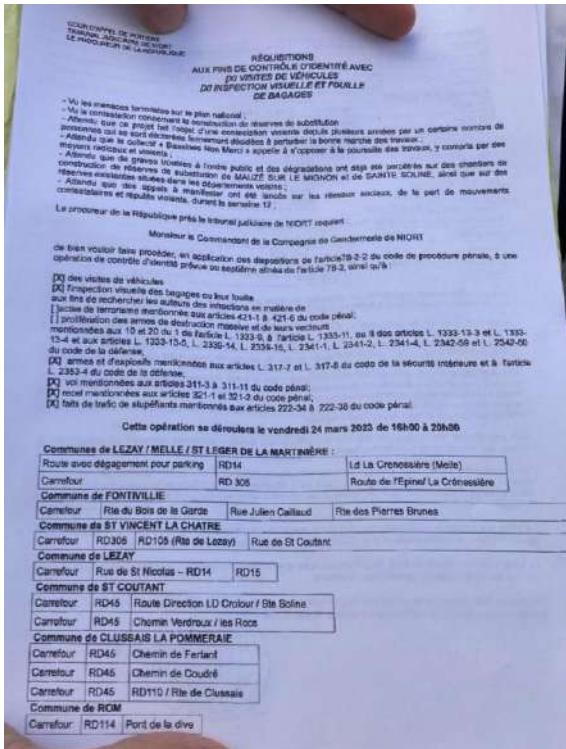 COUR D'APPEL DE POITIERS
TRIBUNAL JUDICIAIRE DE NIORT
LE PROCUREUR DE LA REPUBLIQUE
RÉQUISITIONS
AUX FINS DE CONTRÔLE D'IDENTITÉ AVEC
DO VISITES DE VÉHICULES
DO INSPECTION VISUELLE ET FOUILLE
DE BAGAGES
- Vu les menaces terroristes sur le plan national ;
- Vu la contestation concernant la construction de réserves de substitution
- Attendu que ce projet fait l'objet d'une contestation violente depuis plusieurs années par un certains nombre de
personnes qui se sont déclarées fermement décidées à perturber la bonne marche des travaux ;
- Attendu que le collectif « Bassines Non Merci » appelle à s'opposer à la poursuite des travaux, y compris par des
moyens radicaux et violents ;
- Attendu que de graves troubles à l'ordre public et des dégradations ont déjà été perpétrés sur des chantiers de
construction de réserves de substitution de MAUZÉ SUR LE MIGNON et de SAINTE SOLINE, ainsi que sur des
réserves existantes situées dans les départements voisins ;
- Attendu que des appels à manifester ont été lancés sur les réseaux sociaux, de la part de mouvements
contestataires et réputés violents, durant la semaine 12 ;
Le procureur de la République près le tribunal judiciaire de NIORT requiert :
Monsieur le Commandant de la Compagnie de Gendarmerie de NIORT
de bien vouloir faire procéder, en application des dispositions de l'article 78-2-2 du code de procédure pénale, à une
opération de contrôle d'identité prévue au septième alinéa de l'article 78-2, ainsi qu'à :
[X] des visites de véhicules
[X] l'inspection visuelle des bagages ou leur fouille
aux fins de rechercher les auteurs des infractions en matière de
[ ]actes de terrorisme mentionnés aux articles 421-1 à 421-6 du code pénal;
[ ] prolifération des armes de destruction massive et de leurs vecteurs
mentionnées aux 10 et 20 du 1 de l'article L. 1333-9, à l'article L. 1333-11, au II des articles L. 1333-13-3 et L. 1333-
13-4 et aux articles L. 1333-13-5, L. 2339-14, L. 2339-16, L. 2341-1, L. 2341-2, L. 2341-4, L. 2342-59 et L. 2342-60
du code de la défense,
[X] armes et d'explosifs mentionnées aux articles L. 317-7 et L. 317-8 du code de la sécurité intérieure et à l'article
L. 2353-4 du code de la défense;
[X] vol mentionnées aux articles 311-3 à 311-11 du code pénal;
[X] recel mentionnées aux articles 321-1 et 321-2 du code pénal;
[X] faits de trafic de stupéfiants mentionnés aux articles 222-34 à 222-38 du code pénal.
Cette opération se déroulera le vendredi 24 mars 2023 de 16h00 à 20h00
Communes de LEZAY / MELLE / ST LEGER DE LA MARTINIÈRE :
Route avec dégagement pour parking RD14 Ld La Cronossière (Melle)
Carrefour RD 305 Route de l'Epine/ La Crônessière
Commune de FONTIVILLIE
Carrefour Rte du Bois de la Garde Rue Julien Caillaud Rte des Pierres Brunes
Commune de ST VINCENT LA CHATRE
Carrefour RD305 RD105 (Rte de Lezay) Rue de St Coutant
Commune de LEZAY
Carrefour Rue de St Nicolas – RD14 RD15
Commune de ST COUTANT
Carrefour RD45 Route Direction LD Crolour / Ste Soline
Carrefour RD45 Chemin Verdroux / les Rocs
Commune de CLUSSAIS LA POMMERAIE
Carrefour RD45 Chemin de Fertant
Carrefour RD45 Chemin de Coudré
Carrefour RD45 RD110 / Rte de Clussais
Commune de ROM
Carrefour RD114 Pont de la dive